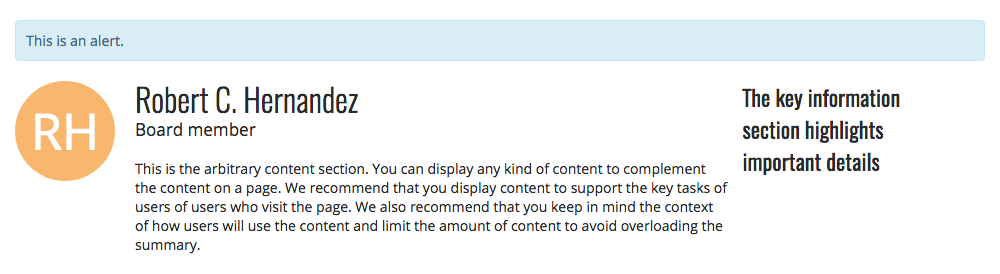 This is an alert.
RH
Robert C. Hernandez
Board member
This is the arbitrary content section. You can display any kind of content to complement
the content on a page. We recommend that you display content to support the key tasks of
users of users who visit the page. We also recommend that you keep in mind the context
of how users will use the content and limit the amount of content to avoid overloading the
summary.
The key information
section highlights
important details